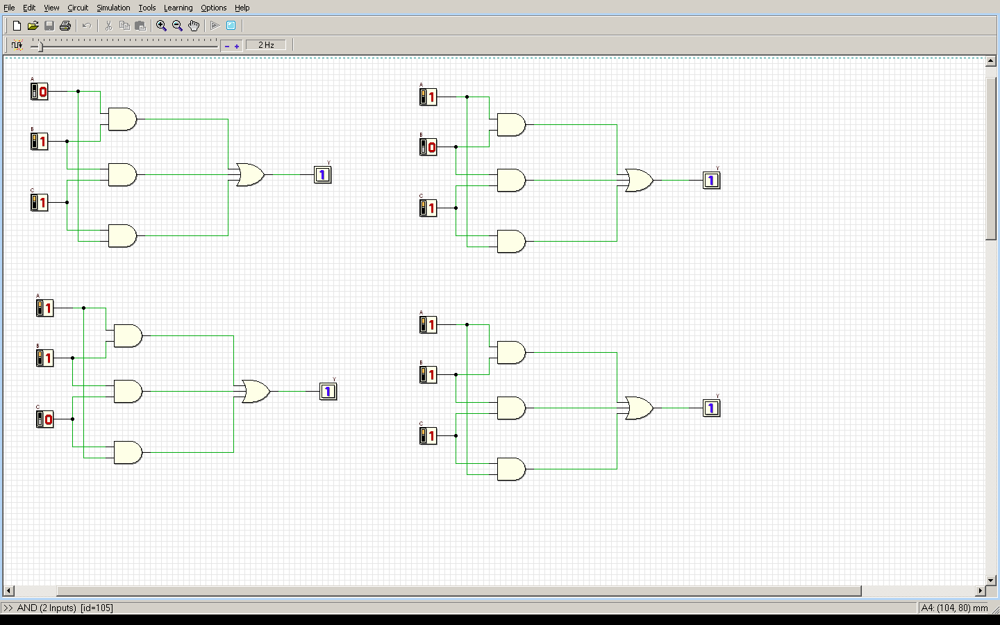 File Edit View Circuit Simulation Tools Learning Options Help
− + 2 Hz
A
0
B
1
C
1
Y
1
A
1
B
0
C
1
Y
1
A
1
B
1
C
0
Y
1
A
1
B
1
C
1
Y
1
>> AND (2 Inputs) [id=105] A4: (104, 80) mm